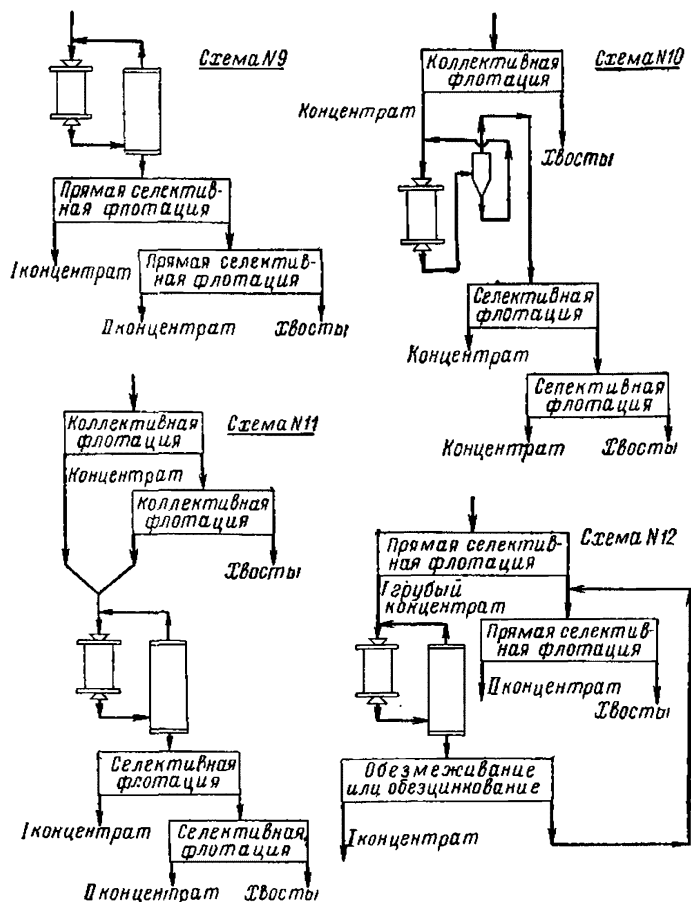 Схема N9
Прямая селектив-
ная флотация
I концентрат
Прямая селектив-
ная флотация
II концентрат
Хвосты
Схема N10
Коллективная
флотация
Концентрат
Хвосты
Селективная
флотация
Концентрат
Селективная
флотация
Концентрат
Хвосты
Схема N11
Коллективная
флотация
Концентрат
Коллективная
флотация
Хвосты
Селективная
флотация
I концентрат
Селективная
флотация
II концентрат
Хвосты
Схема N12
Прямая селектив-
ная флотация
I грубый
концентрат
Прямая селектив-
ная флотация
II концентрат
Хвосты
Обезмеживание
или обезцинкование
I концентрат